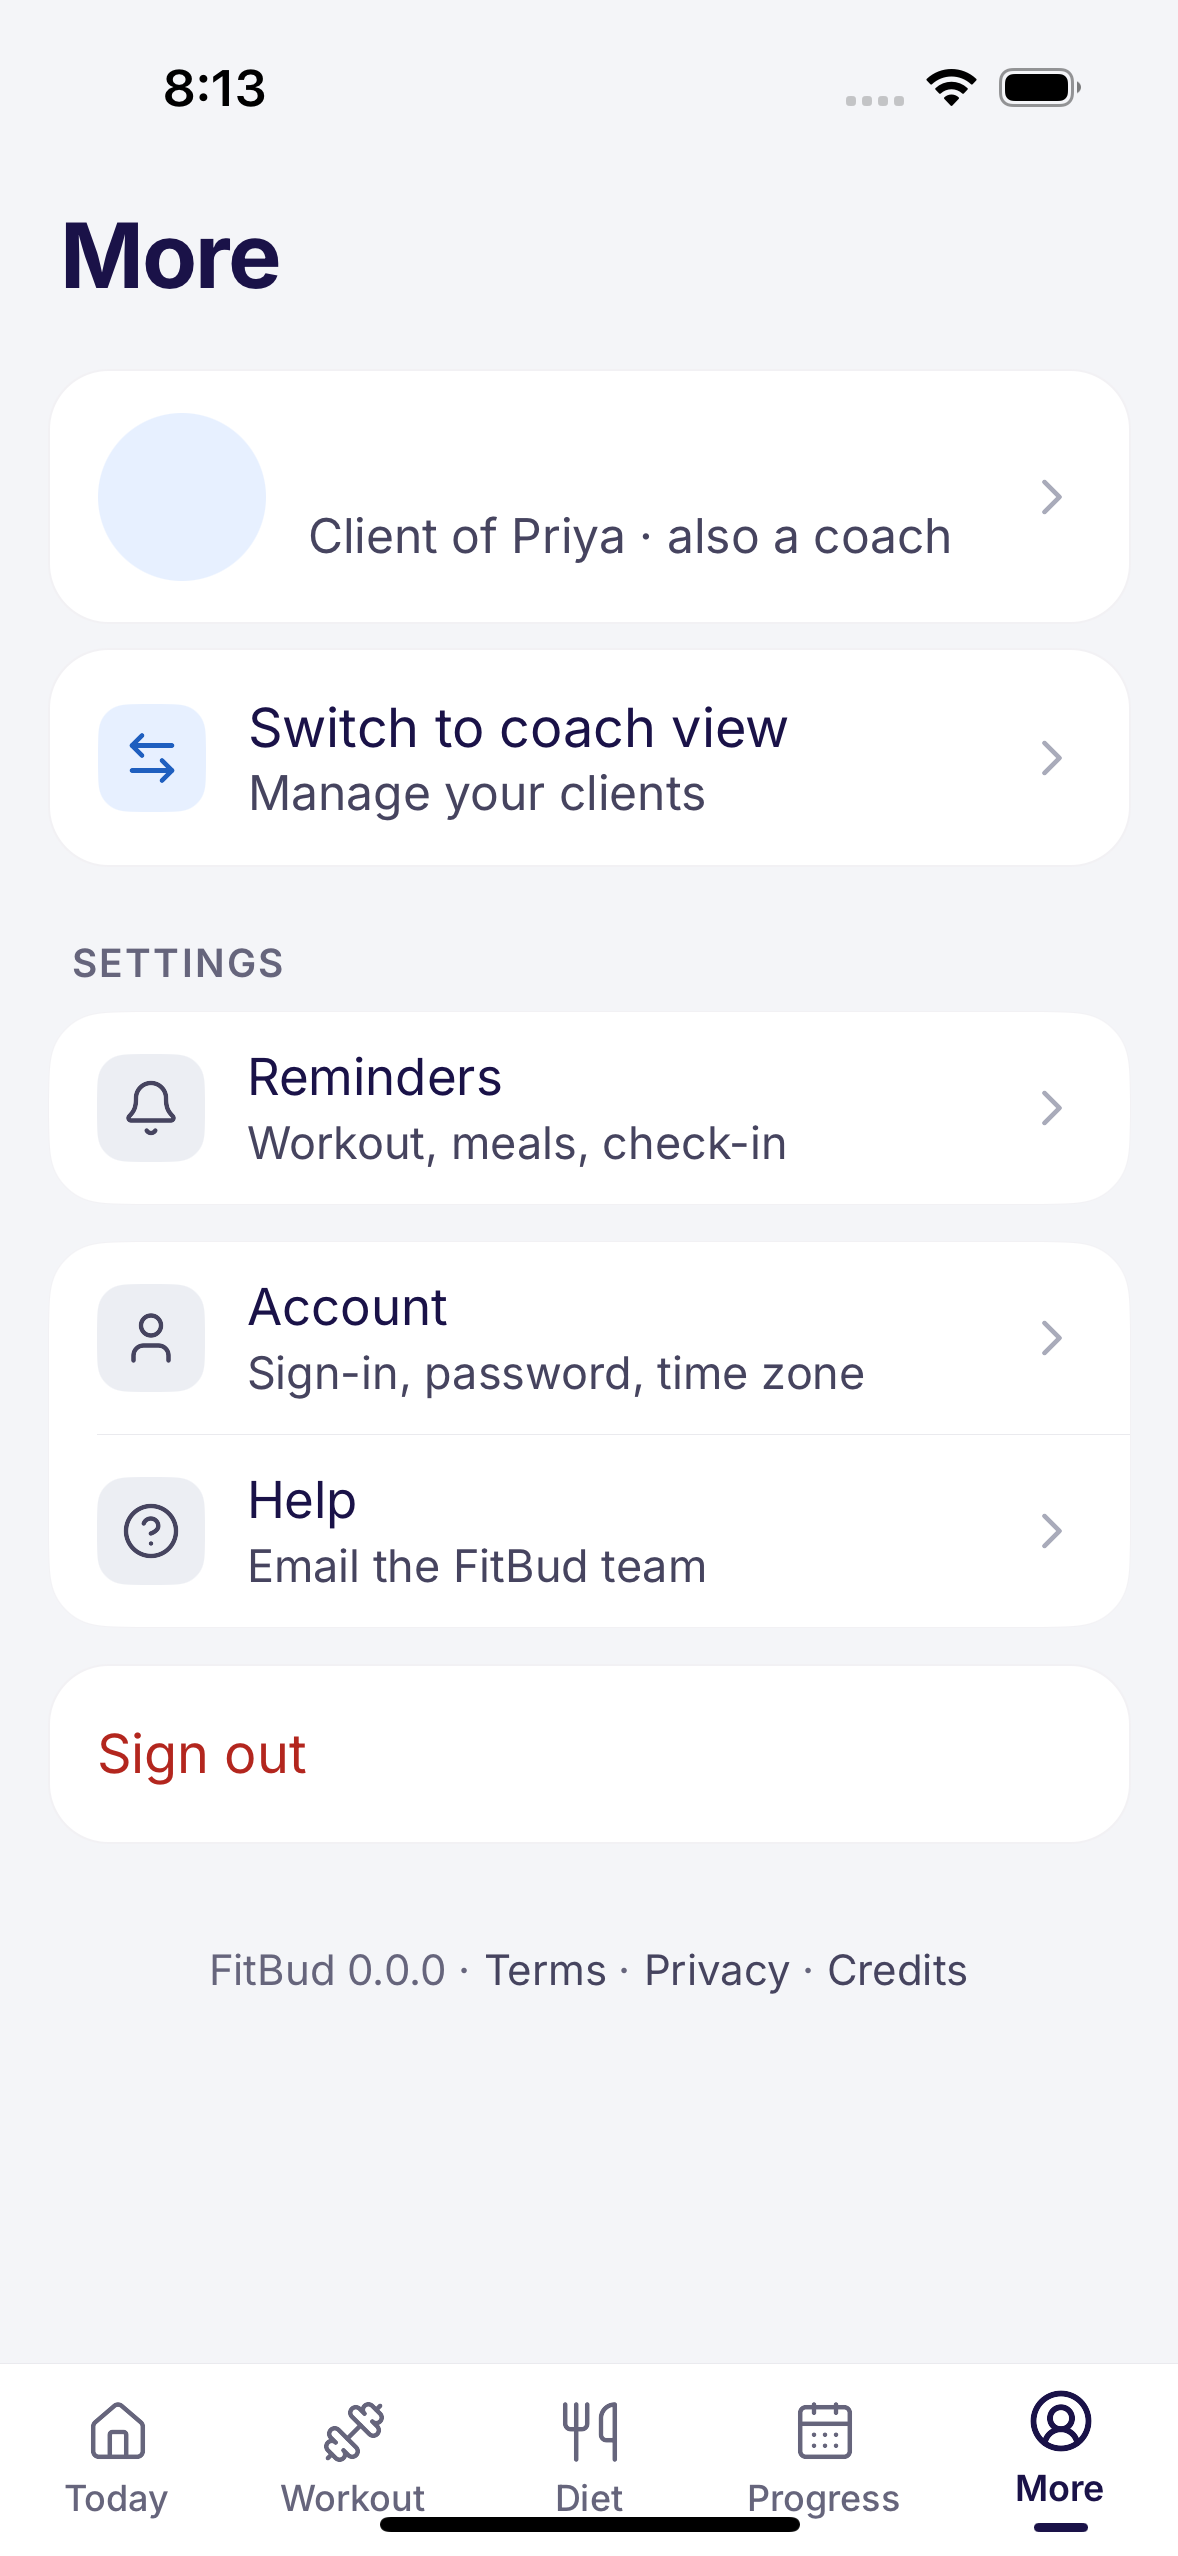 8:13
More
Client of Priya · also a coach
Switch to coach view
Manage your clients
SETTINGS
Reminders
Workout, meals, check-in
Account
Sign-in, password, time zone
Help
Email the FitBud team
Sign out
FitBud 0.0.0 · Terms · Privacy · Credits
Today Workout Diet Progress More